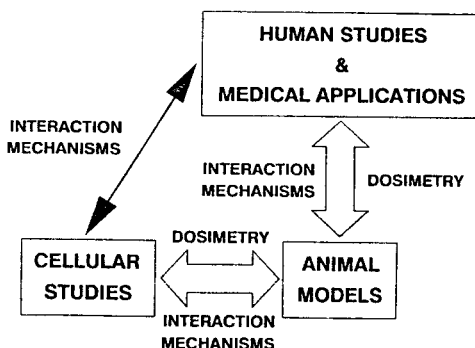 HUMAN STUDIES
&
MEDICAL APPLICATIONS
INTERACTION
MECHANISMS
INTERACTION
MECHANISMS
DOSIMETRY
DOSIMETRY
CELLULAR
STUDIES
ANIMAL
MODELS
INTERACTION
MECHANISMS